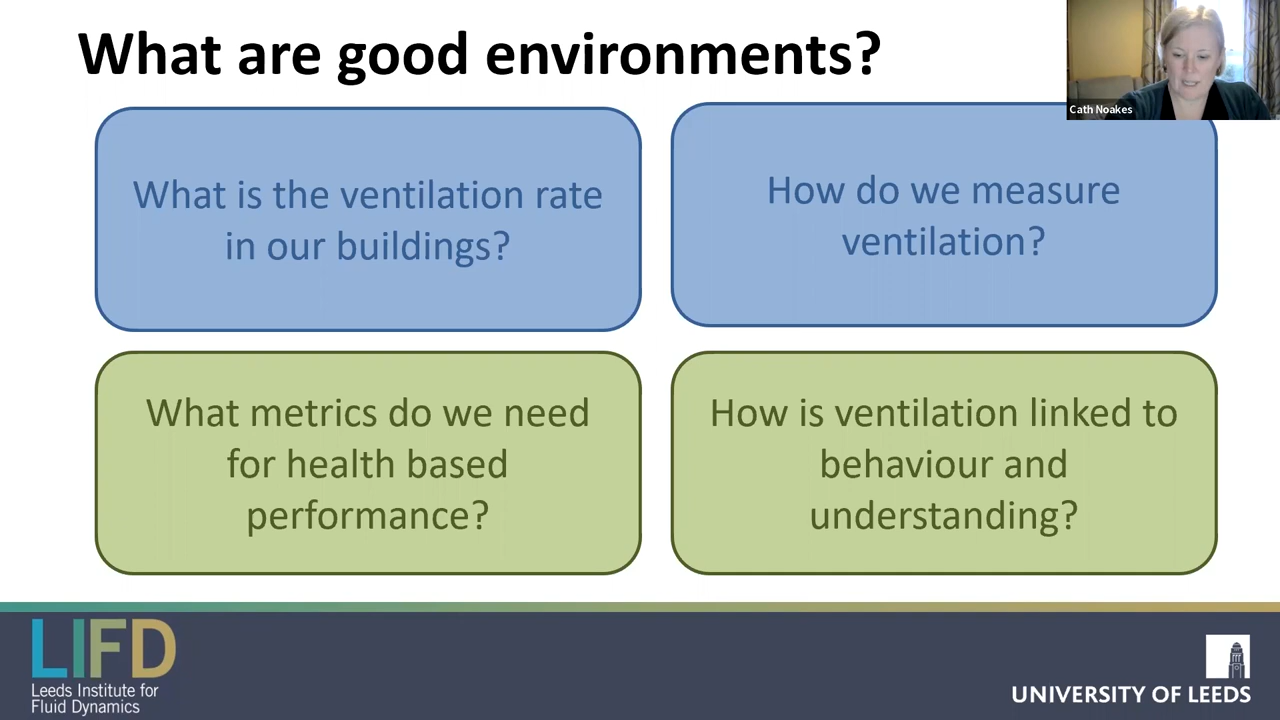 What are good environments?
Cath Noakes
What is the ventilation rate
in our buildings?
How do we measure
ventilation?
What metrics do we need
for health based
performance?
How is ventilation linked to
behaviour and
understanding?
LIFD
Leeds Institute for
Fluid Dynamics
UNIVERSITY OF LEEDS